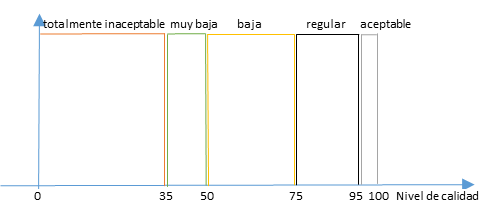 totalmente inaceptable muy baja baja regular aceptable
0 35 50 75 95 100 Nivel de calidad